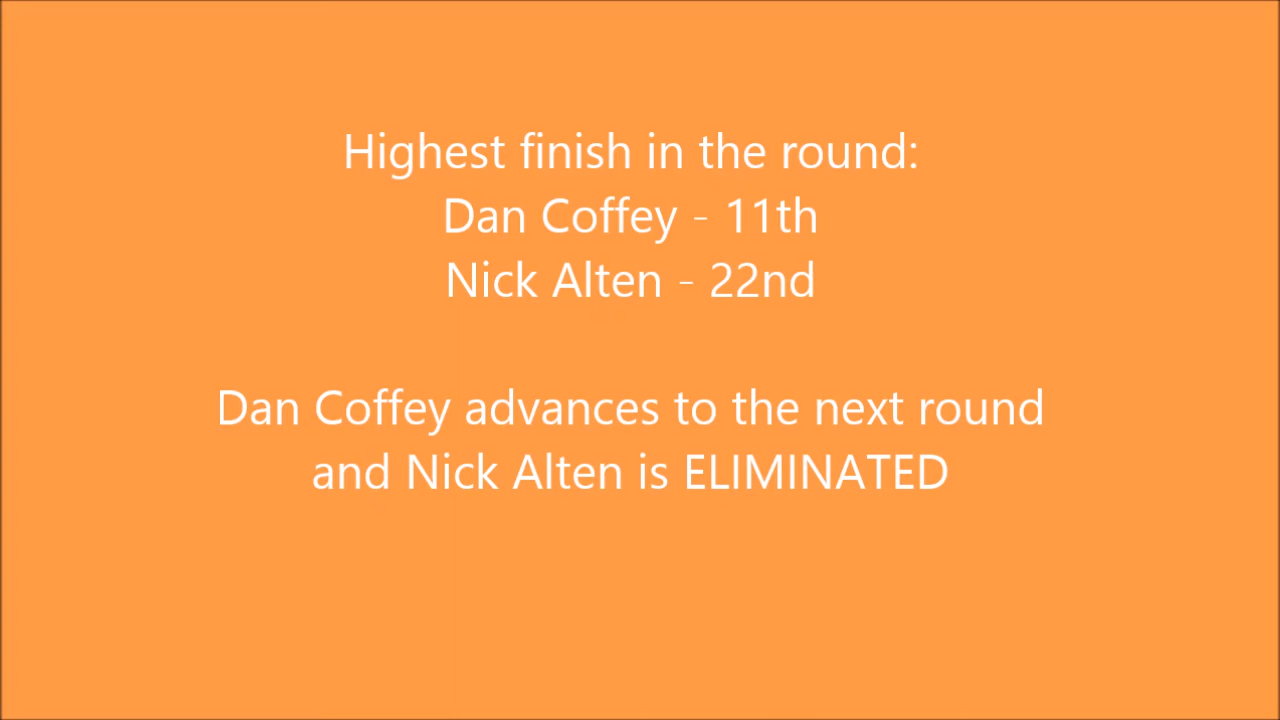 Highest finish in the round:
Dan Coffey - 11th
Nick Alten - 22nd
Dan Coffey advances to the next round
and Nick Alten is ELIMINATED